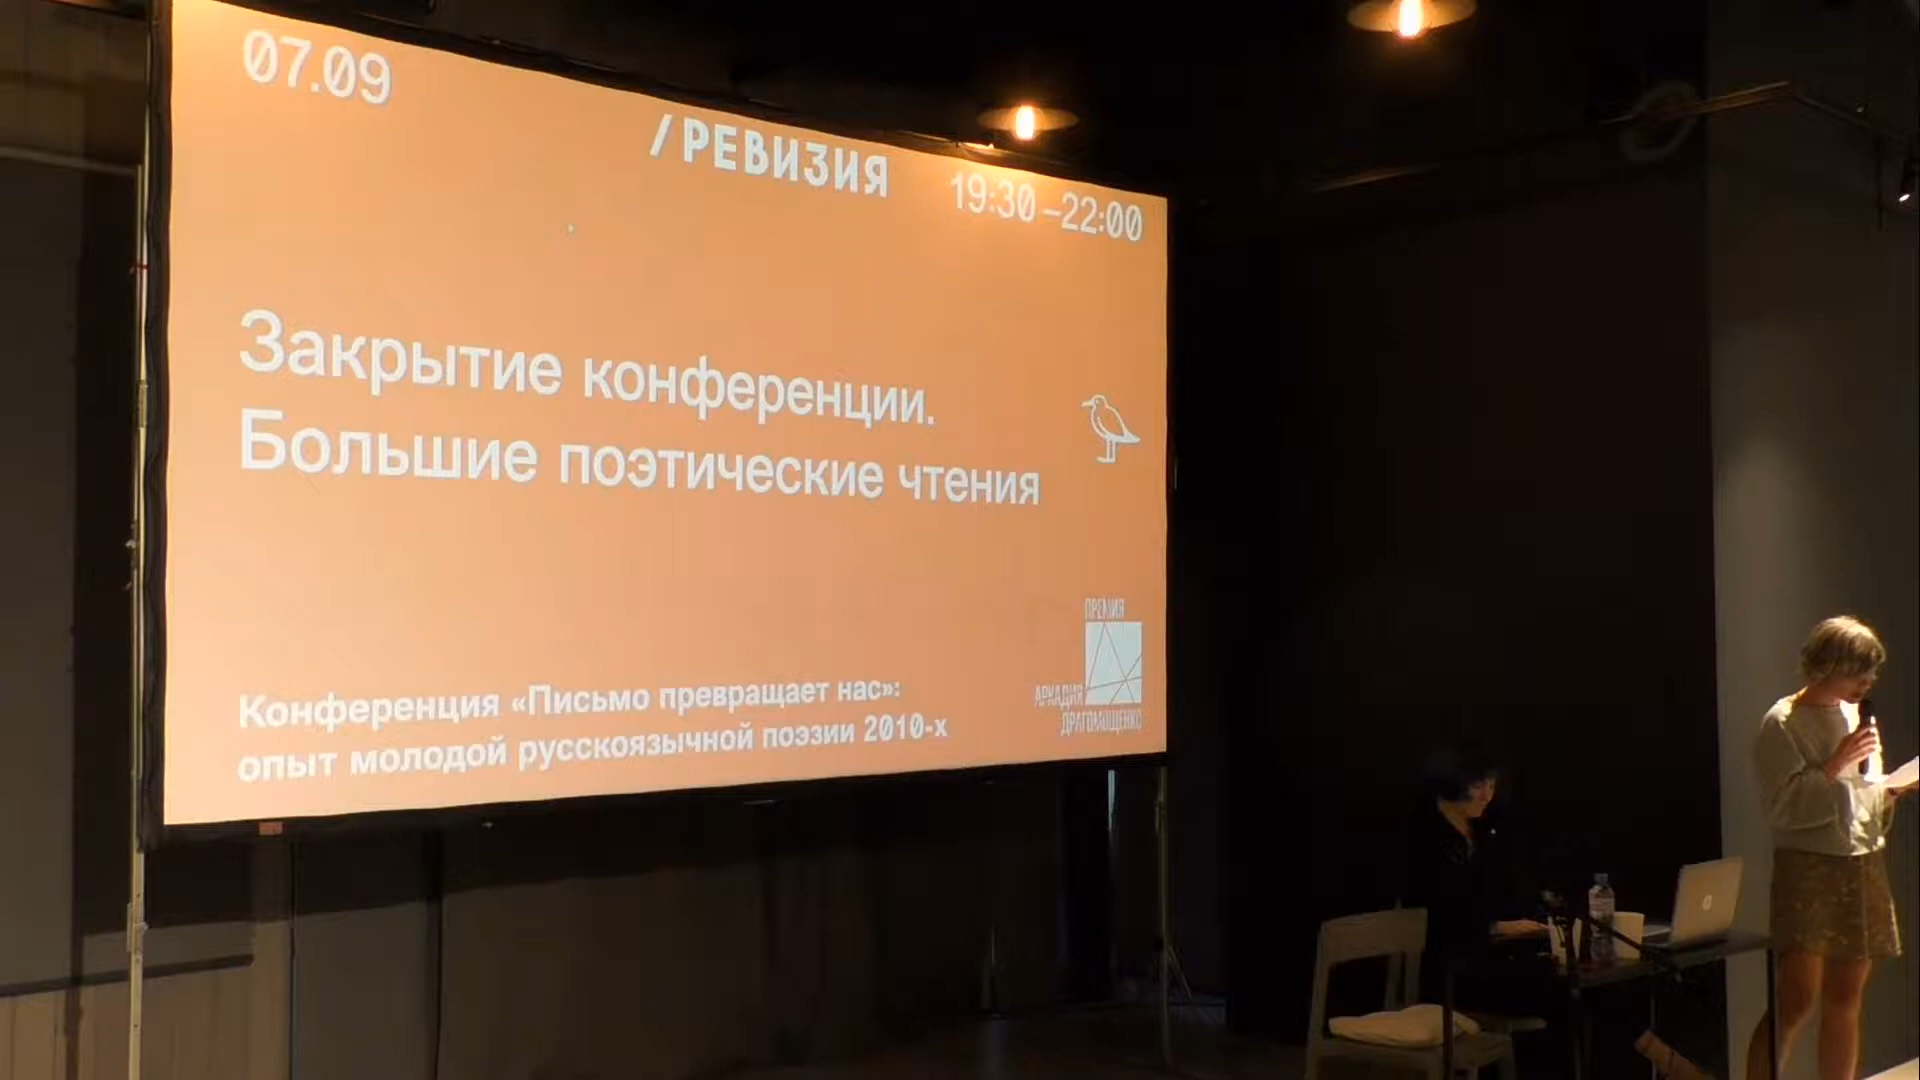 07.09
/РЕВИЗИЯ
19:30–22:00
Закрытие конференции.
Большие поэтические чтения
Конференция «Письмо превращает нас»:
опыт молодой русскоязычной поэзии 2010-х
ПРЕМИЯ
АРКАДИЯ
ДРАГОМОЩЕНКО